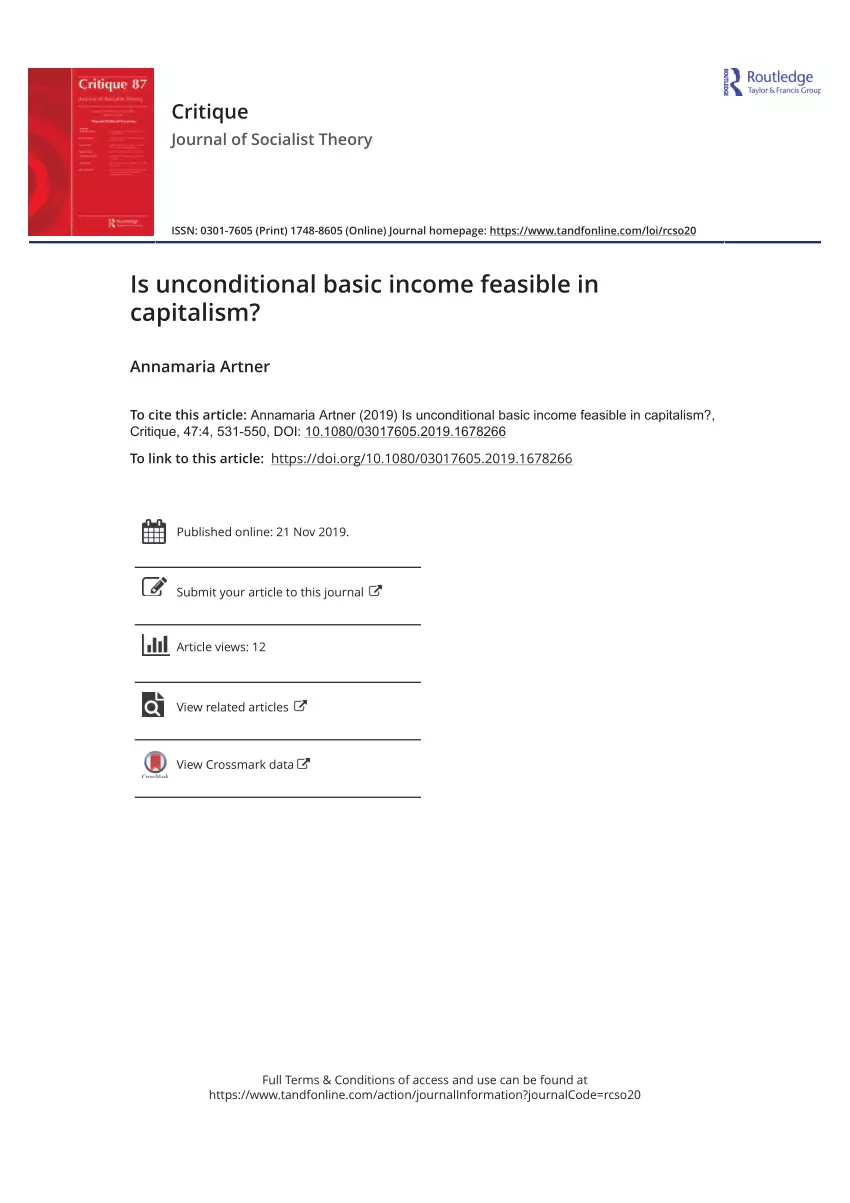 Critique 87
Journal of Socialist Theory
Routledge
Routledge
Taylor & Francis Group
Critique
Journal of Socialist Theory
ISSN: 0301-7605 (Print) 1748-8605 (Online) Journal homepage: https://www.tandfonline.com/loi/rcso20
Is unconditional basic income feasible in
capitalism?
Annamaria Artner
To cite this article: Annamaria Artner (2019) Is unconditional basic income feasible in capitalism?,
Critique, 47:4, 531-550, DOI: 10.1080/03017605.2019.1678266
To link to this article: https://doi.org/10.1080/03017605.2019.1678266
Published online: 21 Nov 2019.
Submit your article to this journal
Article views: 12
View related articles
View Crossmark data
CrossMark
Full Terms & Conditions of access and use can be found at
https://www.tandfonline.com/action/journalInformation?journalCode=rcso20